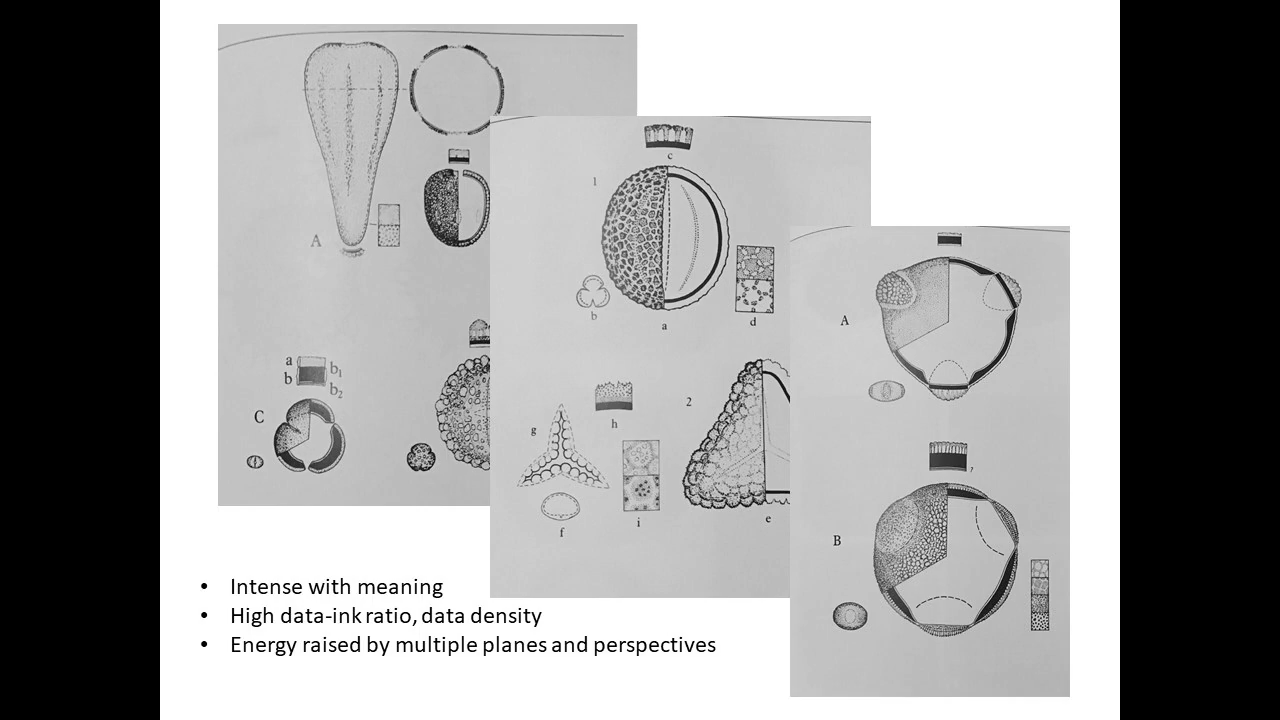 A
a
b
b₁
b₂
C
c
1
b
a
d
2
g
h
f
i
e
A
B
?
• Intense with meaning
• High data-ink ratio, data density
• Energy raised by multiple planes and perspectives